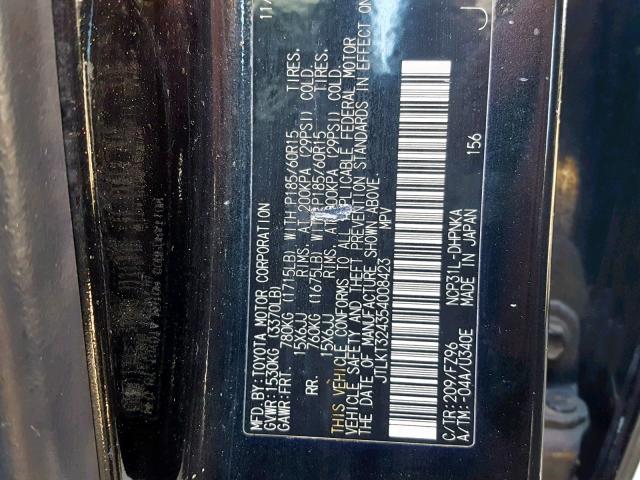 11/
MFD.BY:TOYOTA MOTOR CORPORATION
GVWR: 1550KG (3370LB)
GAWR:FRT. 780KG (1715LB) WITH P185/60R15 TIRES.
15X6JJ RIMS, AT 200KPA (29PSI) COLD.
RR. 760KG (1675LB) WITH P185/60R15 TIRES.
15X6JJ RIMS, AT 200KPA (29PSI) COLD.
THIS VEHICLE CONFORMS TO ALL APPLICABLE FEDERAL MOTOR
VEHICLE SAFETY AND THEFT PREVENTION STANDARDS IN EFFECT ON
THE DATE OF MANUFACTURE SHOWN ABOVE.
JTLKT324354008423 MPV
156
C/TR:209/FZ96 NCP31L-DHPNKA
A/TM:-04A/U340E MADE IN JAPAN J